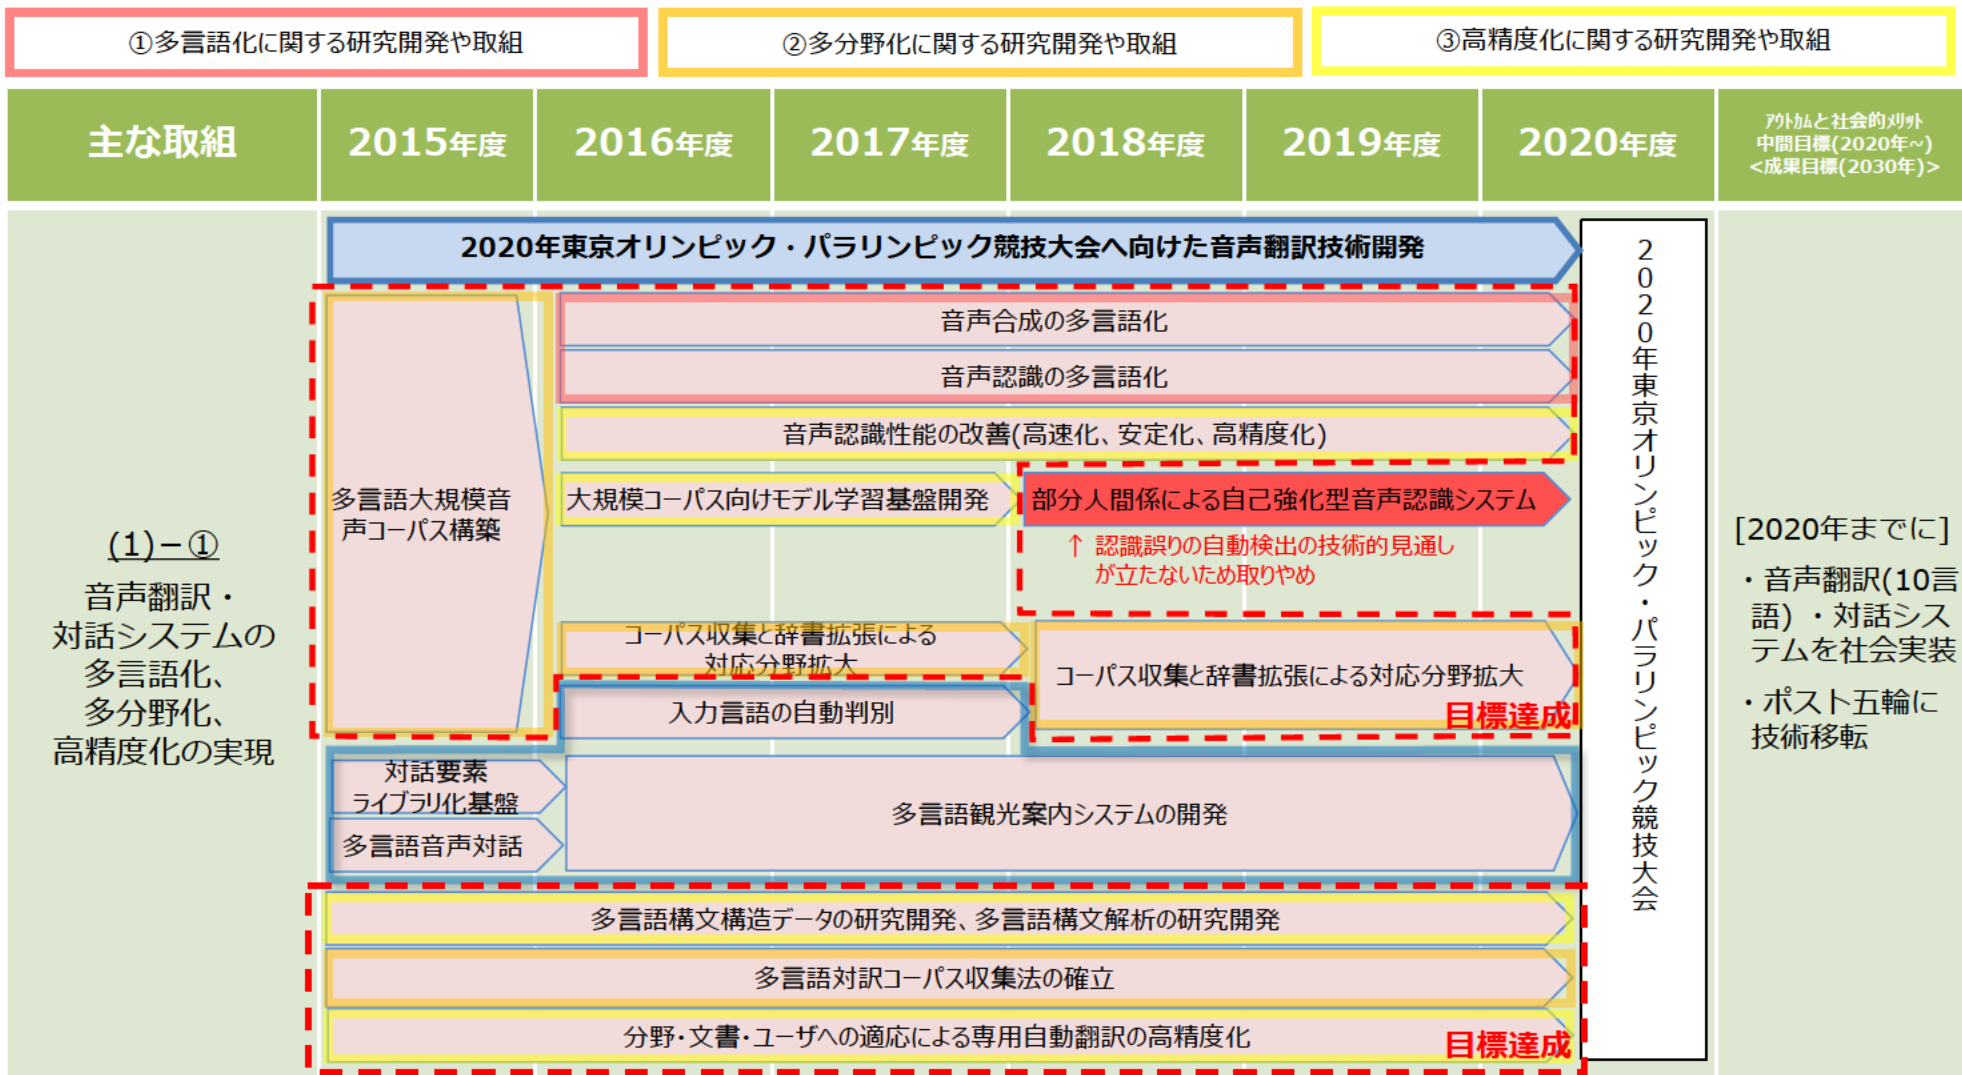 ①多言語化に関する研究開発や取組
②多分野化に関する研究開発や取組
③高精度化に関する研究開発や取組
主な取組
2015年度
2016年度
2017年度
2018年度
2019年度
2020年度
ｱｳﾄｶﾑと社会的ﾒﾘｯﾄ
中間目標(2020年~)
<成果目標(2030年)>
(1)－①
音声翻訳・
対話システムの
多言語化、
多分野化、
高精度化の実現
2020年東京オリンピック・パラリンピック競技大会へ向けた音声翻訳技術開発
多言語大規模音
声コーパス構築
音声合成の多言語化
音声認識の多言語化
音声認識性能の改善(高速化、安定化、高精度化)
大規模コーパス向けモデル学習基盤開発
部分人間係による自己強化型音声認識システム
↑ 認識誤りの自動検出の技術的見通し
が立たないため取りやめ
コーパス収集と辞書拡張による
対応分野拡大
コーパス収集と辞書拡張による対応分野拡大
目標達成
入力言語の自動判別
対話要素
ライブラリ化基盤
多言語音声対話
多言語観光案内システムの開発
多言語構文構造データの研究開発、多言語構文解析の研究開発
多言語対訳コーパス収集法の確立
分野・文書・ユーザへの適応による専用自動翻訳の高精度化
目標達成
2020年東京オリンピック・パラリンピック競技大会
[2020年までに]
・音声翻訳(10言
語) ・対話シス
テムを社会実装
・ポスト五輪に
技術移転